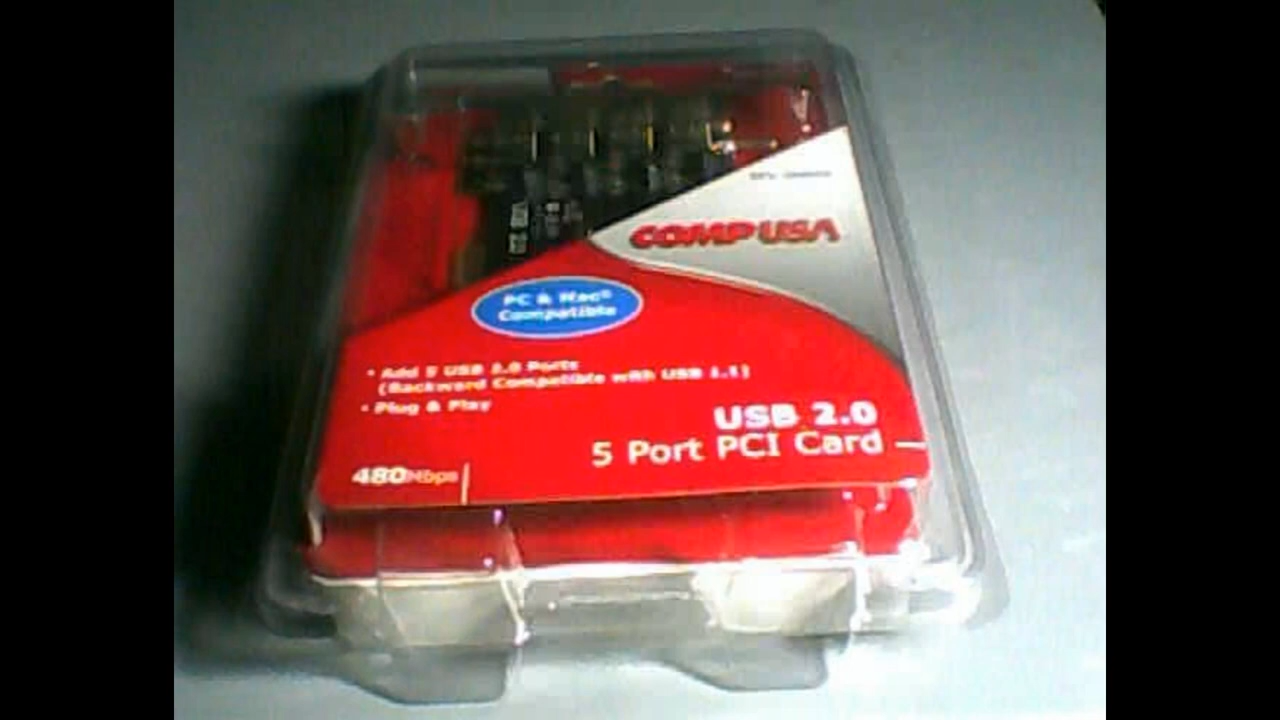 COMPUSA
PC & Mac®
Compatible
• Add 5 USB 2.0 Ports
(Backward Compatible with USB 1.1)
• Plug & Play
USB 2.0
5 Port PCI Card
480Mbps